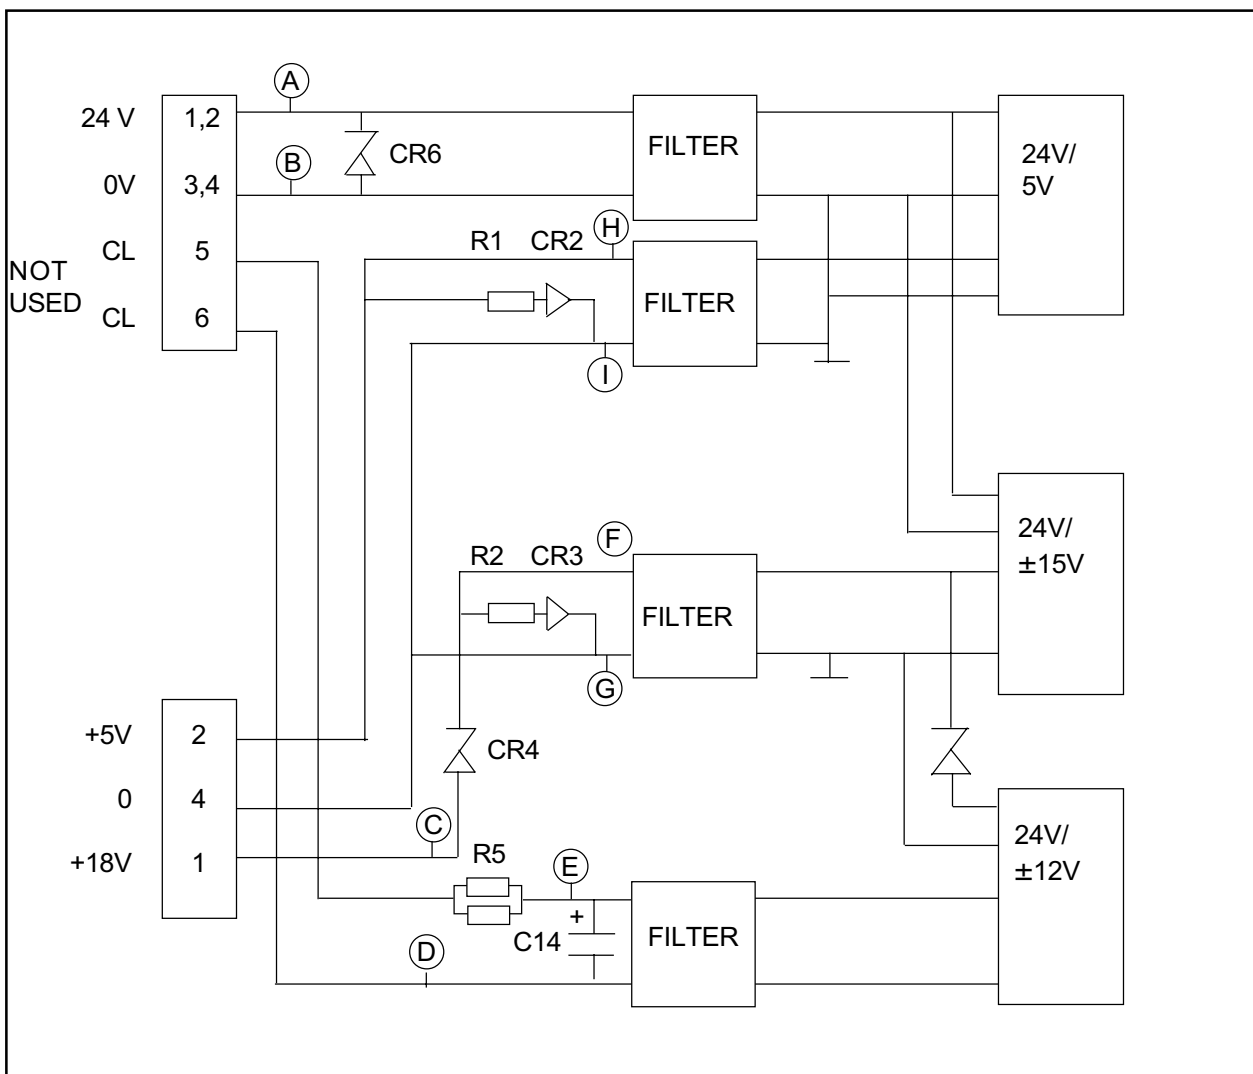 A
24 V 1,2
FILTER
CR6
24V/
5V
B
0V 3,4
H
CL 5
R1 CR2
NOT
USED
FILTER
CL 6
I
F
24V/
±15V
R2 CR3
FILTER
G
+5V 2
CR4
0 4
C
24V/
±12V
+18V 1
R5
E
+
C14
FILTER
D